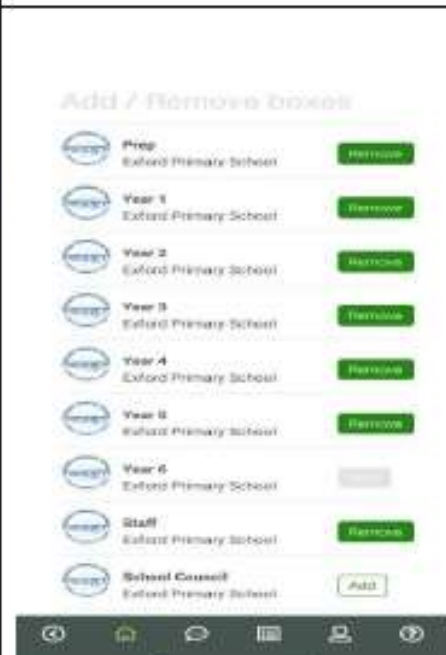 Add / Remove boxes
Prep
Exford Primary School
Remove
Year 1
Exford Primary School
Remove
Year 2
Exford Primary School
Remove
Year 3
Exford Primary School
Remove
Year 4
Exford Primary School
Remove
Year 5
Exford Primary School
Remove
Year 6
Exford Primary School
Staff
Exford Primary School
Remove
School Council
Exford Primary School
Add